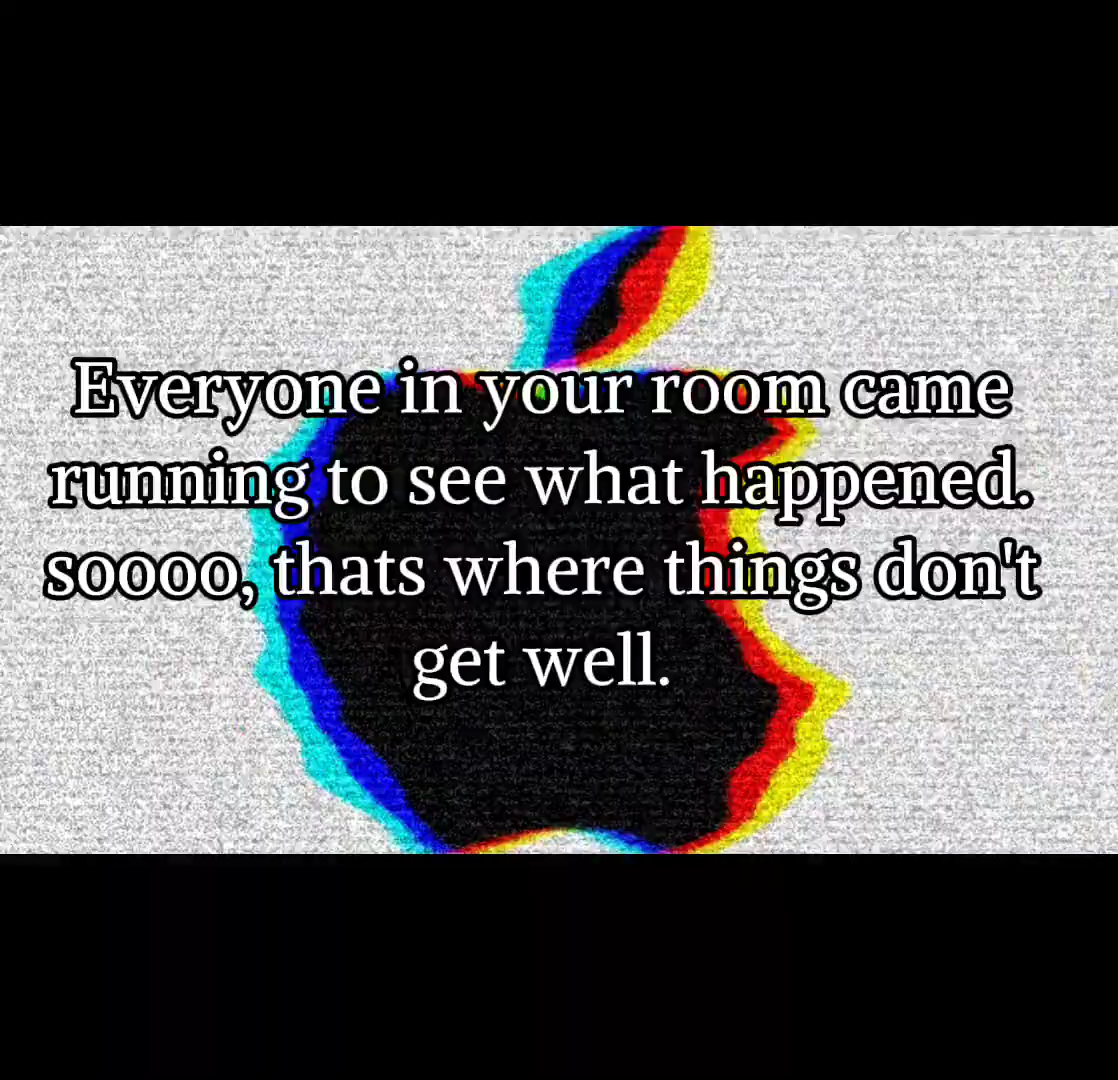 Everyone in your room came
running to see what happened.
soooo, thats where things don't
get well.